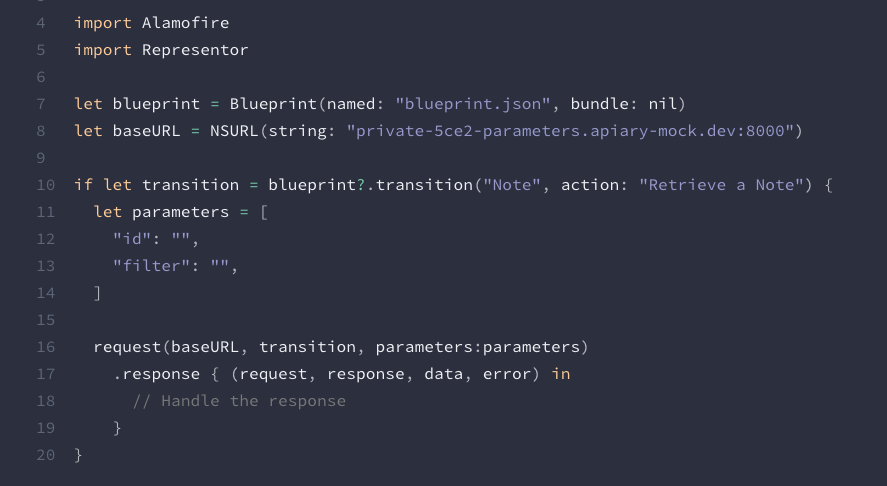 4 import Alamofire
5 import Representor
6
7 let blueprint = Blueprint(named: "blueprint.json", bundle: nil)
8 let baseURL = NSURL(string: "private-5ce2-parameters.apiary-mock.dev:8000")
9
10 if let transition = blueprint?.transition("Note", action: "Retrieve a Note") {
11   let parameters = [
12     "id": "",
13     "filter": "",
14   ]
15
16   request(baseURL, transition, parameters:parameters)
17     .response { (request, response, data, error) in
18       // Handle the response
19     }
20 }